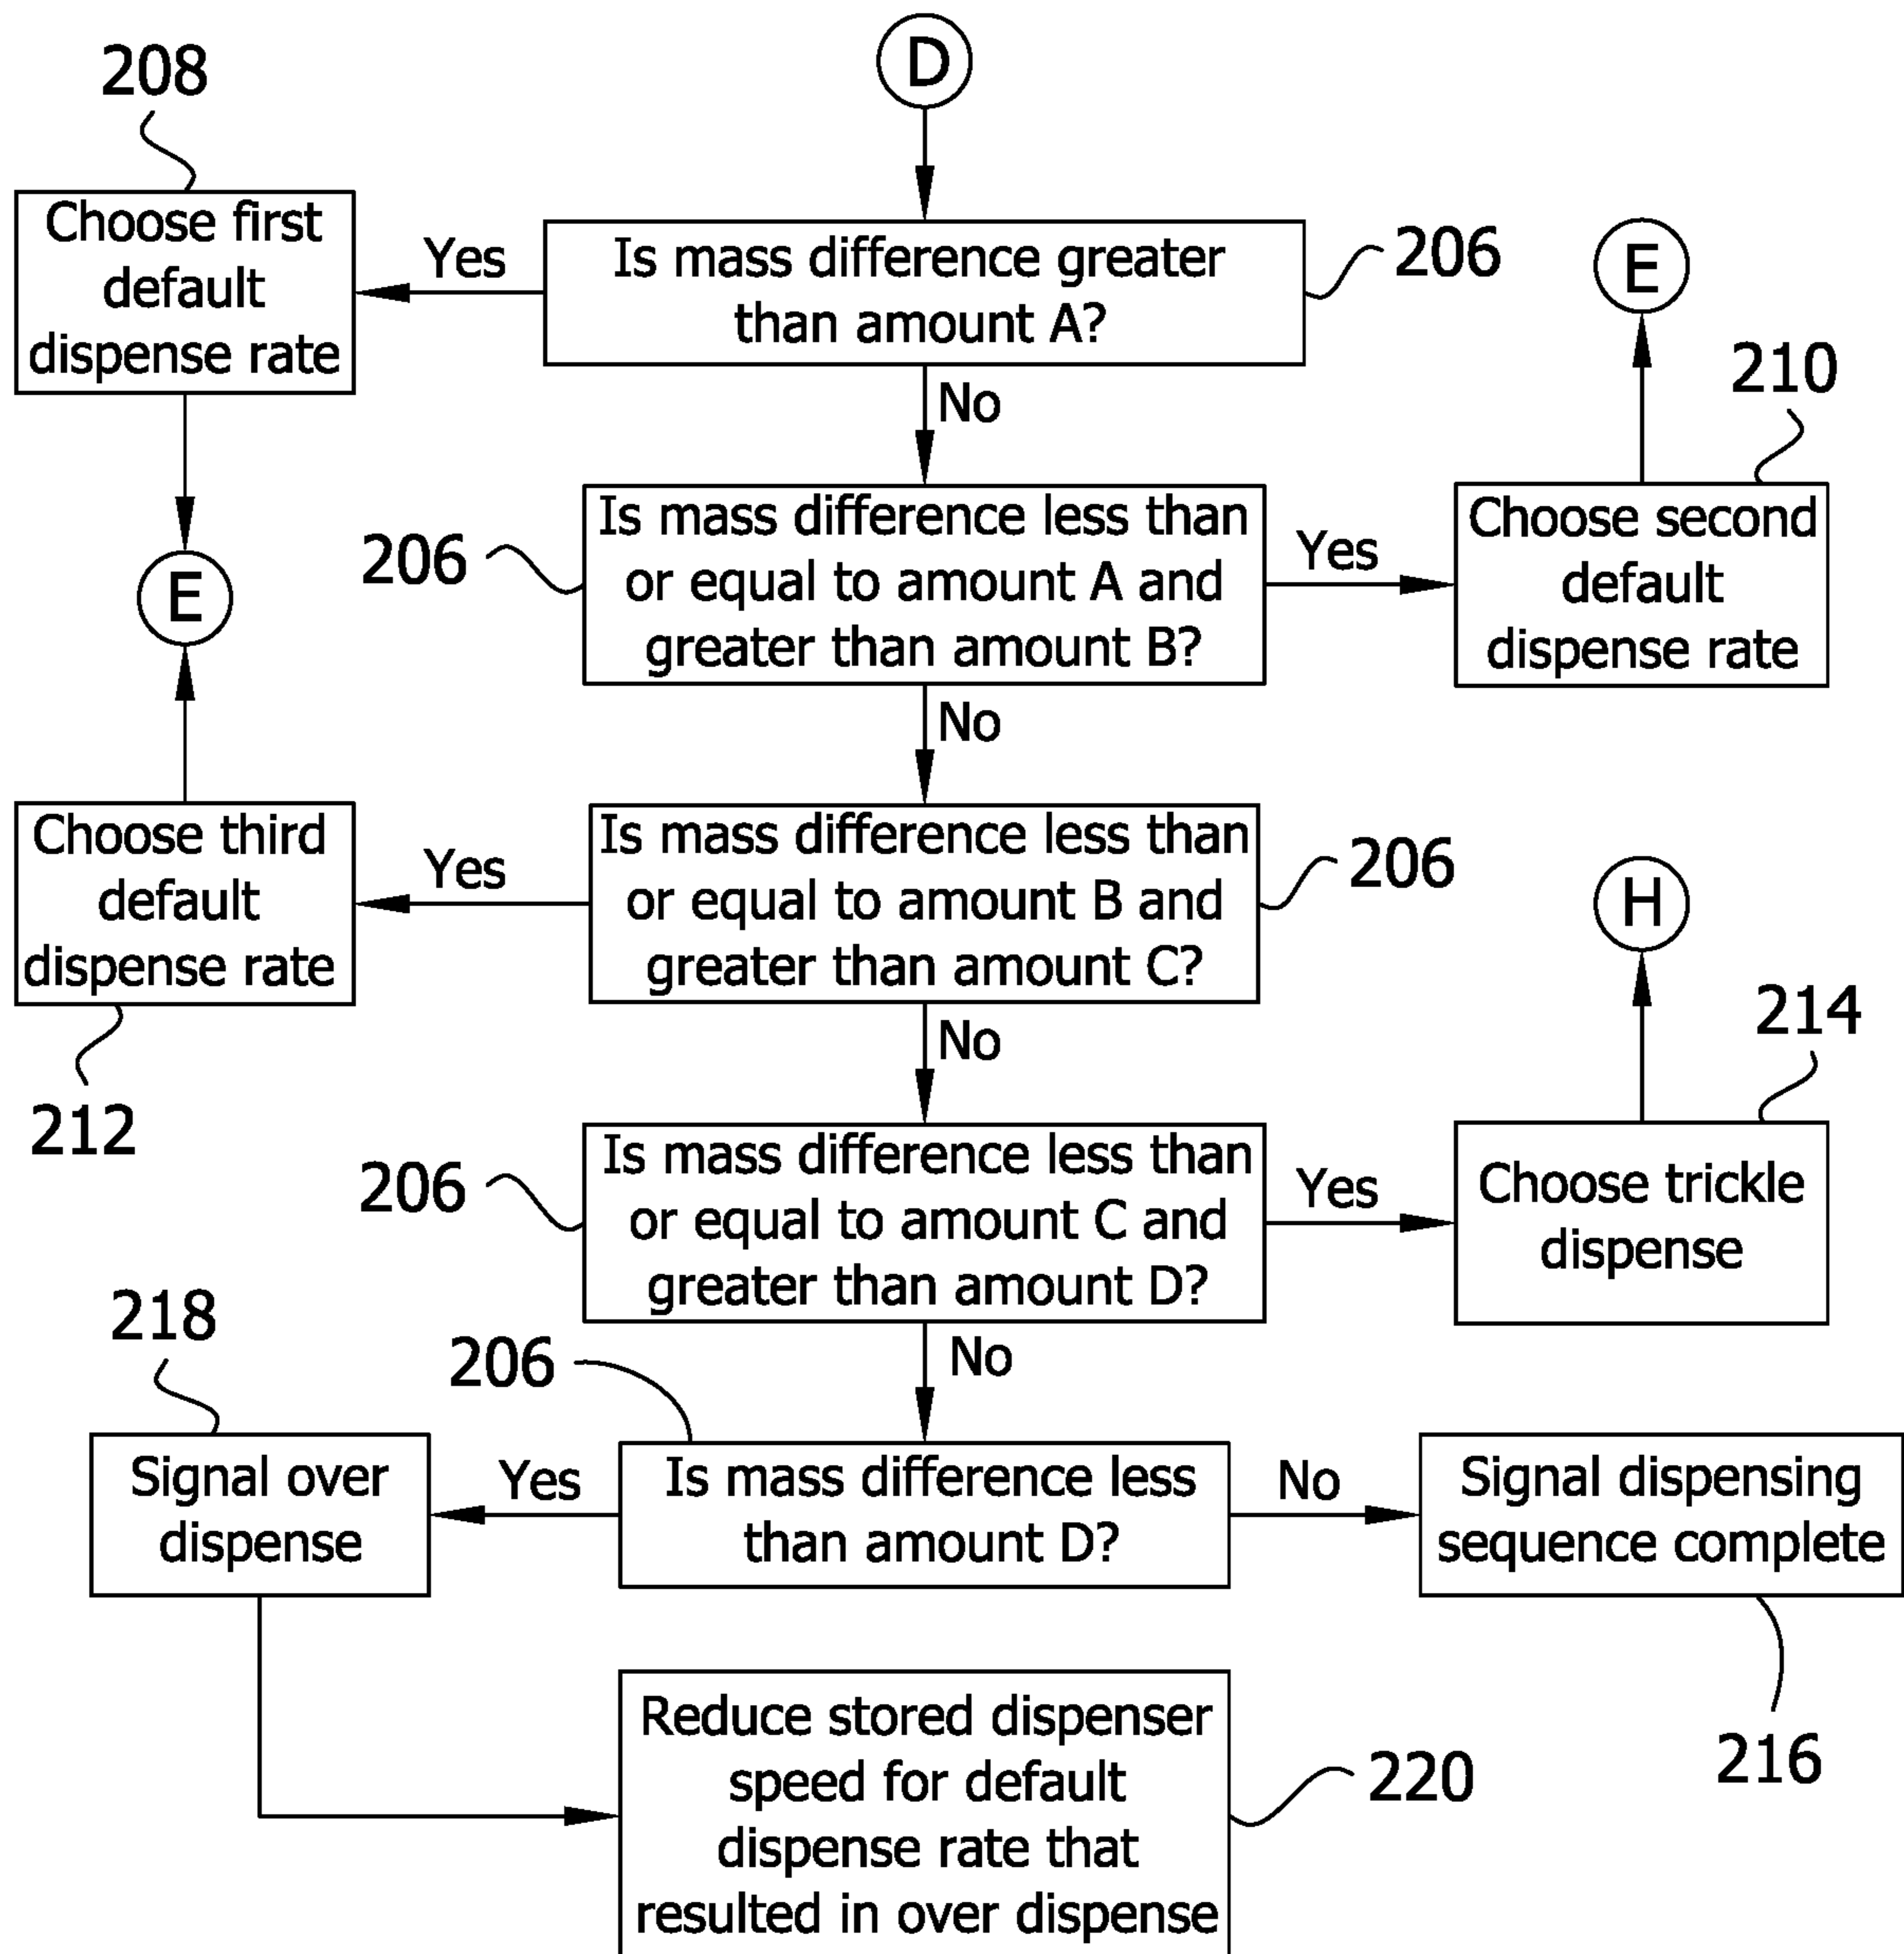 D
208
Choose first
default
dispense rate
Yes
Is mass difference greater
than amount A?
206
E
No
210
206
Is mass difference less than
or equal to amount A and
greater than amount B?
Yes
Choose second
default
dispense rate
E
No
Choose third
default
dispense rate
Yes
Is mass difference less than
or equal to amount B and
greater than amount C?
206
H
212
No
214
206
Is mass difference less than
or equal to amount C and
greater than amount D?
Yes
Choose trickle
dispense
218
206
No
Signal over
dispense
Yes
Is mass difference less
than amount D?
No
Signal dispensing
sequence complete
Reduce stored dispenser
speed for default
dispense rate that
resulted in over dispense
220
216